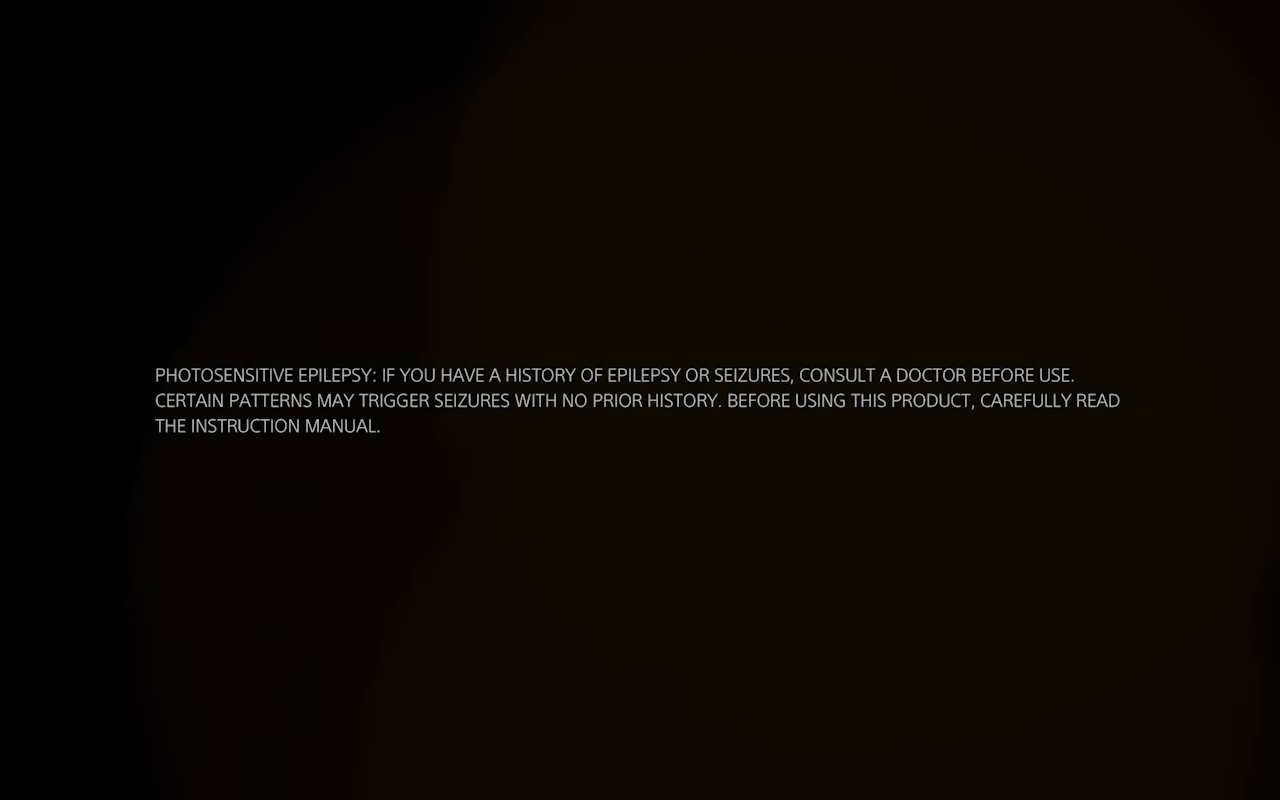 PHOTOSENSITIVE EPILEPSY: IF YOU HAVE A HISTORY OF EPILEPSY OR SEIZURES, CONSULT A DOCTOR BEFORE USE.
CERTAIN PATTERNS MAY TRIGGER SEIZURES WITH NO PRIOR HISTORY. BEFORE USING THIS PRODUCT, CAREFULLY READ
THE INSTRUCTION MANUAL.